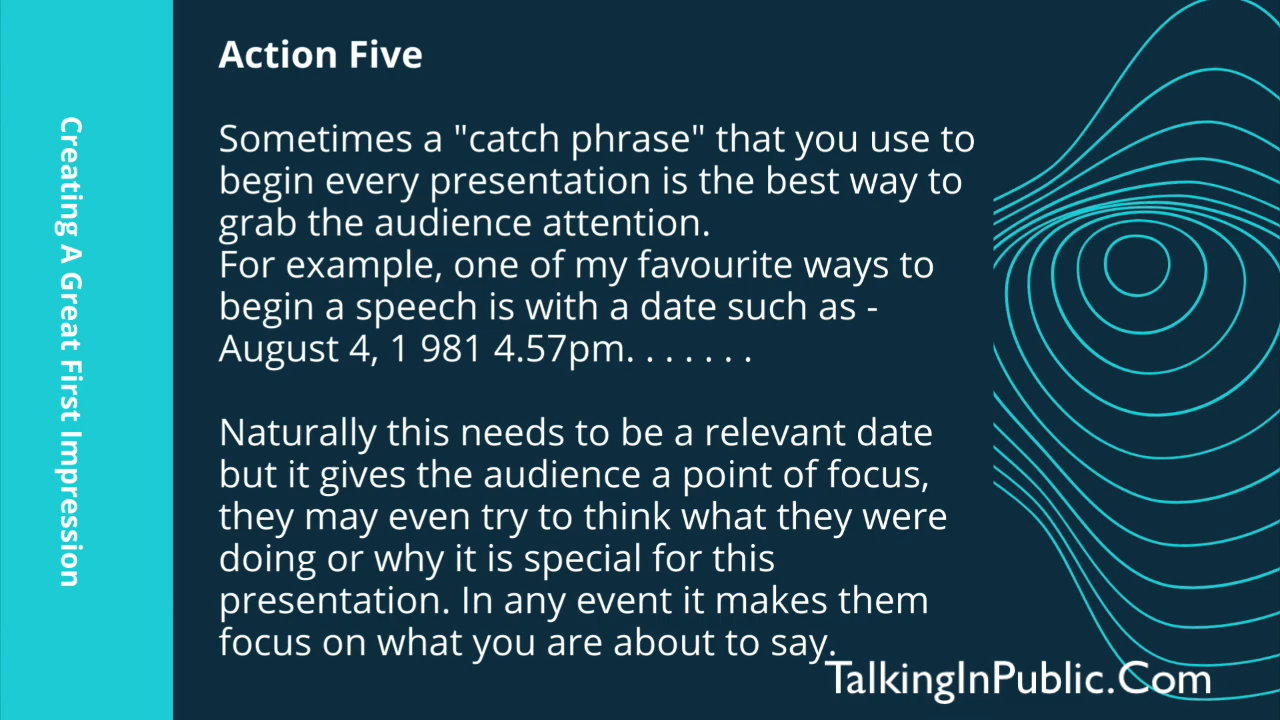 Creating A Great First Impression
Action Five
Sometimes a "catch phrase" that you use to
begin every presentation is the best way to
grab the audience attention.
For example, one of my favourite ways to
begin a speech is with a date such as -
August 4, 1 981 4.57pm. . . . . . .
Naturally this needs to be a relevant date
but it gives the audience a point of focus,
they may even try to think what they were
doing or why it is special for this
presentation. In any event it makes them
focus on what you are about to say.
TalkingInPublic.Com